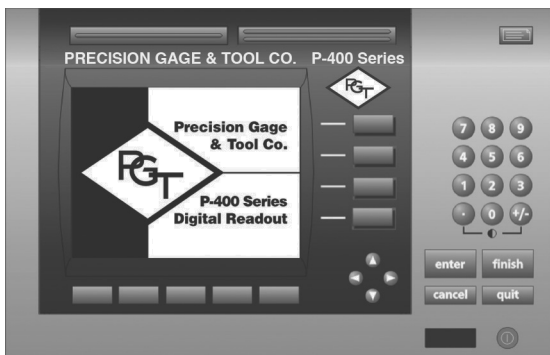 PRECISION GAGE & TOOL CO. P-400 Series
PGT
Precision Gage
& Tool Co.
PGT
P-400 Series
Digital Readout
7 8 9
4 5 6
1 2 3
. 0 +/-
enter finish
cancel quit